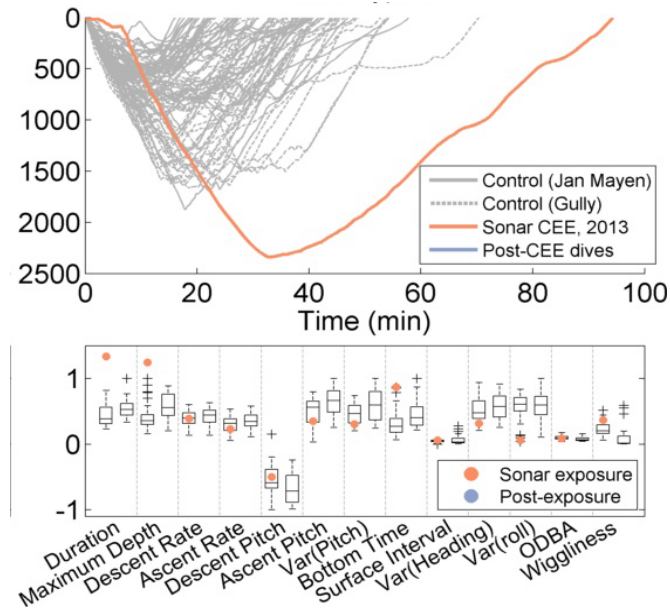 0
500
1000
1500
2000
2500
0 20 40 60 80 100
Time (min)
Control (Jan Mayen)
Control (Gully)
Sonar CEE, 2013
Post-CEE dives
1
0
-1
Sonar exposure
Post-exposure
Duration
Maximum Depth
Descent Rate
Ascent Rate
Descent Pitch
Ascent Pitch
Var(Pitch)
Bottom Time
Surface Interval
Var(Heading)
Var(roll)
ODBA
Wiggliness